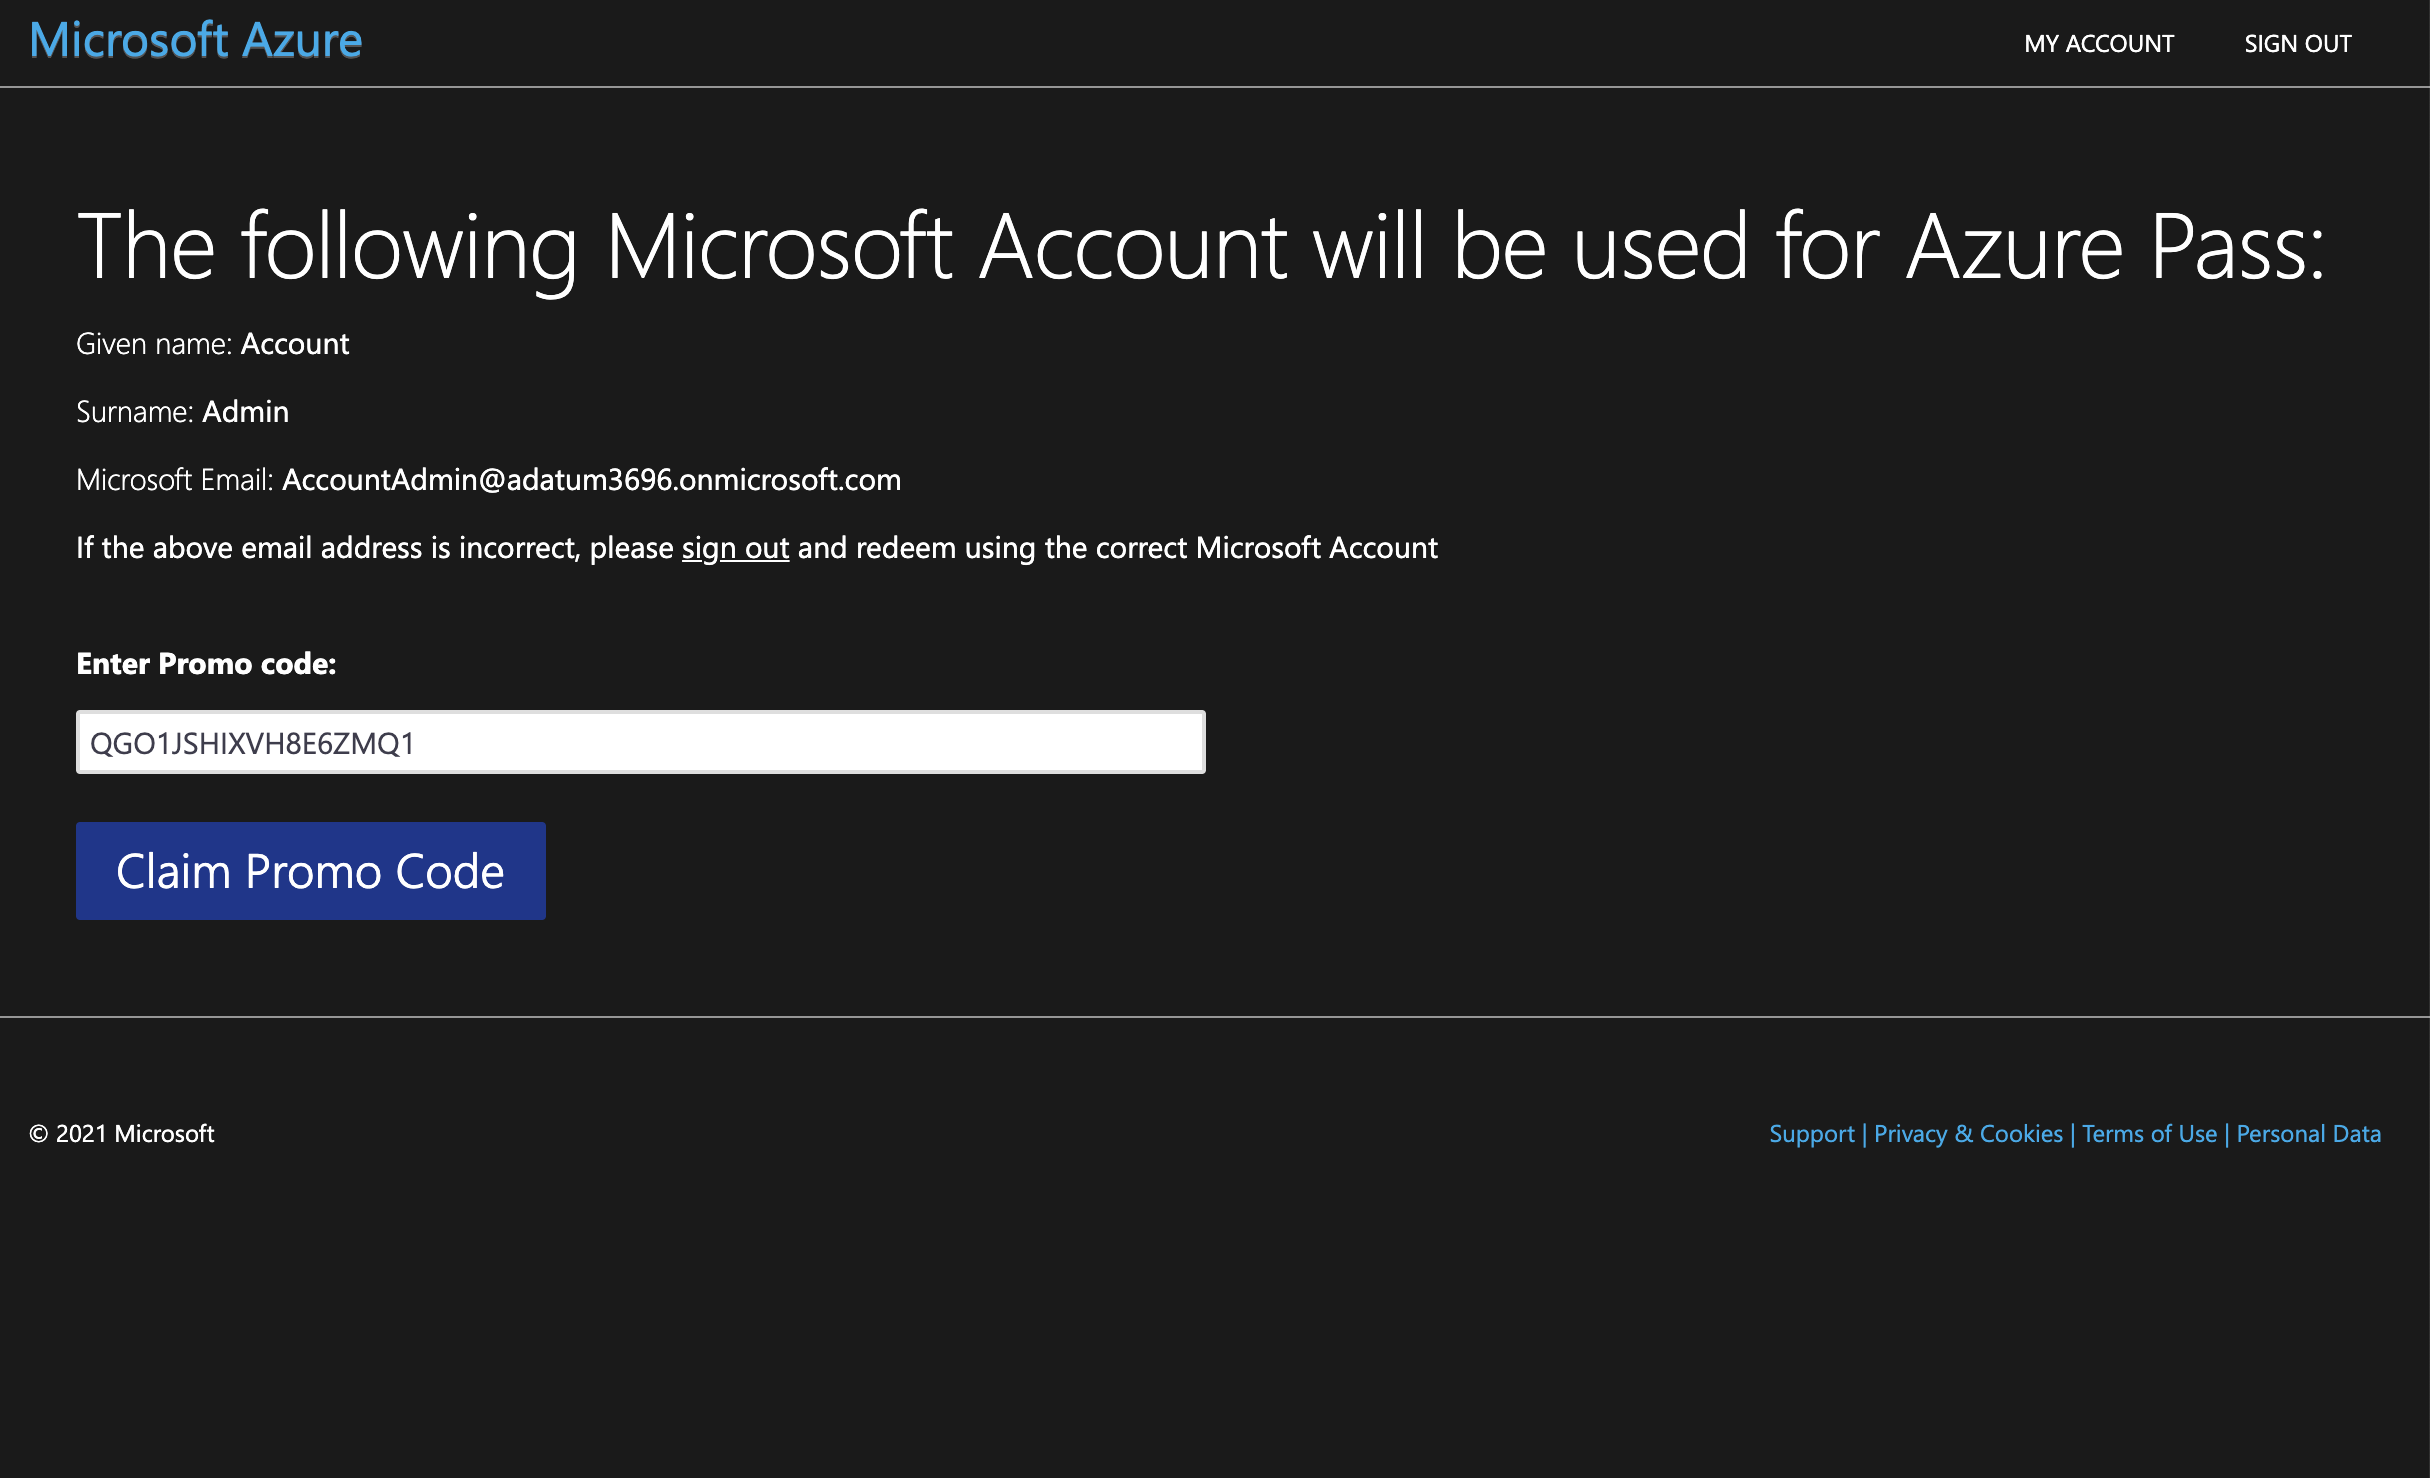 Microsoft Azure
MY ACCOUNT
SIGN OUT
The following Microsoft Account will be used for Azure Pass:
Given name: Account
Surname: Admin
Microsoft Email: AccountAdmin@adatum3696.onmicrosoft.com
If the above email address is incorrect, please sign out and redeem using the correct Microsoft Account
Enter Promo code:
QGO1JSHIXVH8E6ZMQ1
Claim Promo Code
© 2021 Microsoft
Support | Privacy & Cookies | Terms of Use | Personal Data